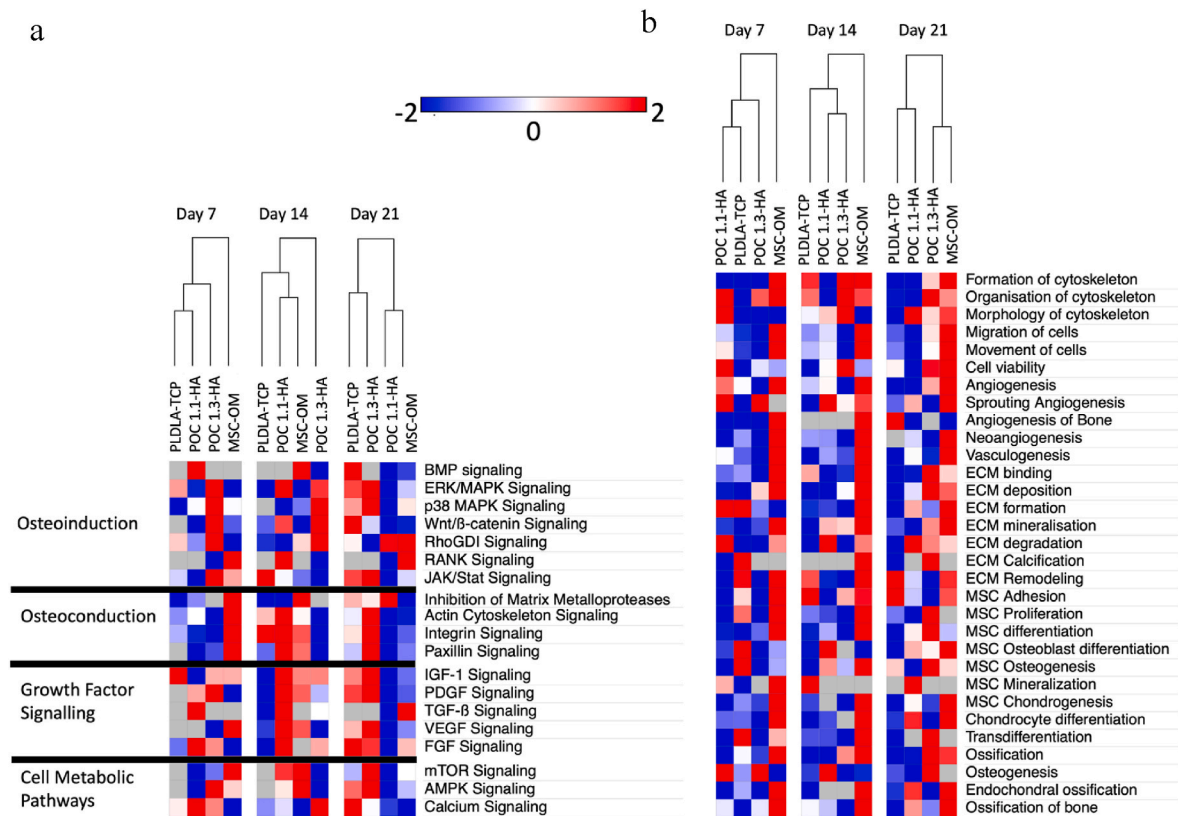 a
b
Day 7
Day 14
Day 21
-2
0
2
POC 1.1-HA
PLDLA-TCP
POC 1.3-HA
MSC-OM
PLDLA-TCP
POC 1.1-HA
POC 1.3-HA
MSC-OM
PLDLA-TCP
POC 1.1-HA
POC 1.3-HA
MSC-OM
Day 7
Day 14
Day 21
PLDLA-TCP
POC 1.1-HA
POC 1.3-HA
MSC-OM
PLDLA-TCP
POC 1.1-HA
MSC-OM
POC 1.3-HA
PLDLA-TCP
POC 1.3-HA
POC 1.1-HA
MSC-OM
Osteoinduction
BMP signaling
ERK/MAPK Signaling
p38 MAPK Signaling
Wnt/ß-catenin Signaling
RhoGDI Signaling
RANK Signaling
JAK/Stat Signaling
Osteoconduction
Inhibition of Matrix Metalloproteases
Actin Cytoskeleton Signaling
Integrin Signaling
Paxillin Signaling
Growth Factor
Signalling
IGF-1 Signaling
PDGF Signaling
TGF-ß Signaling
VEGF Signaling
FGF Signaling
Cell Metabolic
Pathways
mTOR Signaling
AMPK Signaling
Calcium Signaling
Formation of cytoskeleton
Organisation of cytoskeleton
Morphology of cytoskeleton
Migration of cells
Movement of cells
Cell viability
Angiogenesis
Sprouting Angiogenesis
Angiogenesis of Bone
Neoangiogenesis
Vasculogenesis
ECM binding
ECM deposition
ECM formation
ECM mineralisation
ECM degradation
ECM Calcification
ECM Remodeling
MSC Adhesion
MSC Proliferation
MSC differentiation
MSC Osteoblast differentiation
MSC Osteogenesis
MSC Mineralization
MSC Chondrogenesis
Chondrocyte differentiation
Transdifferentiation
Ossification
Osteogenesis
Endochondral ossification
Ossification of bone